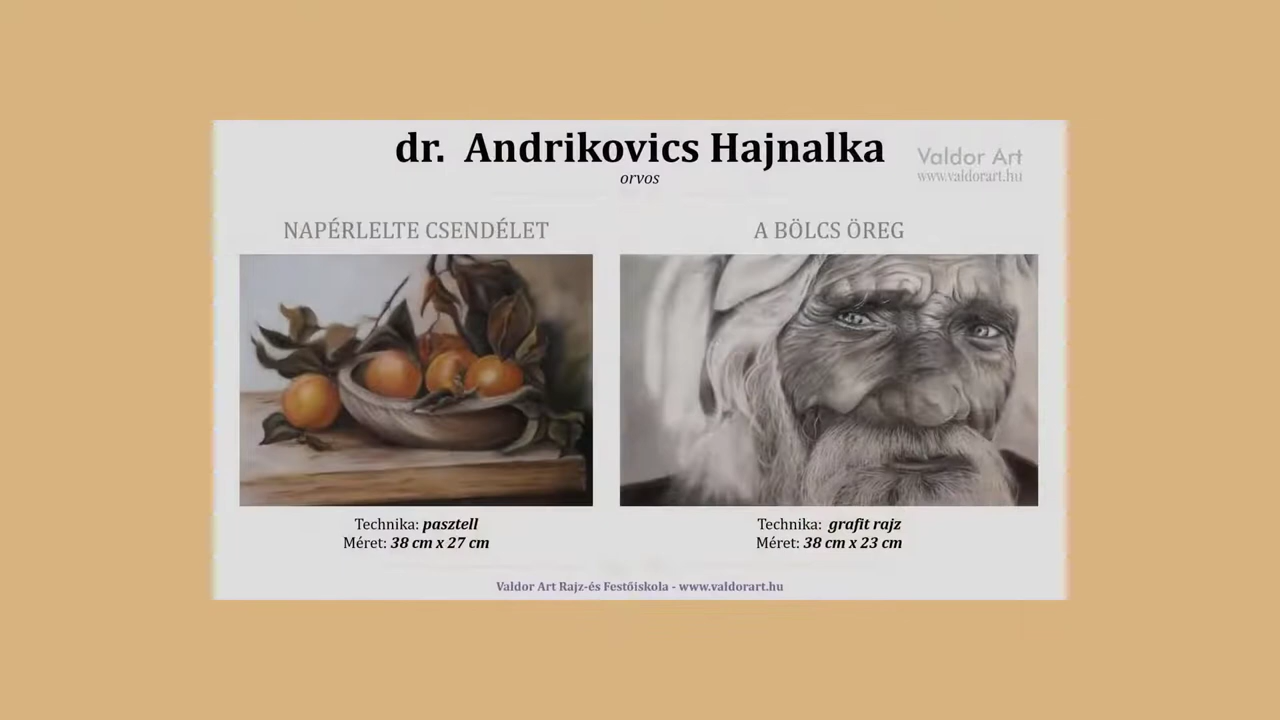 dr. Andrikovics Hajnalka
orvos
Valdor Art
www.valdorart.hu
NAPÉRLELTE CSENDÉLET
Technika: pasztell
Méret: 38 cm x 27 cm
A BÖLCS ÖREG
Technika: grafit rajz
Méret: 38 cm x 23 cm
Valdor Art Rajz-és Festőiskola - www.valdorart.hu